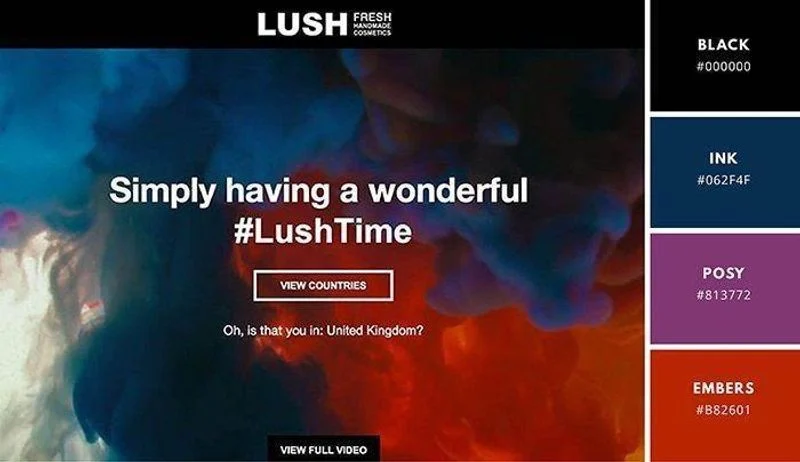 LUSH FRESH
HANDMADE
COSMETICS
Simply having a wonderful
#LushTime
VIEW COUNTRIES
Oh, is that you in: United Kingdom?
VIEW FULL VIDEO
BLACK
#000000
INK
#062F4F
POSY
#813772
EMBERS
#B82601